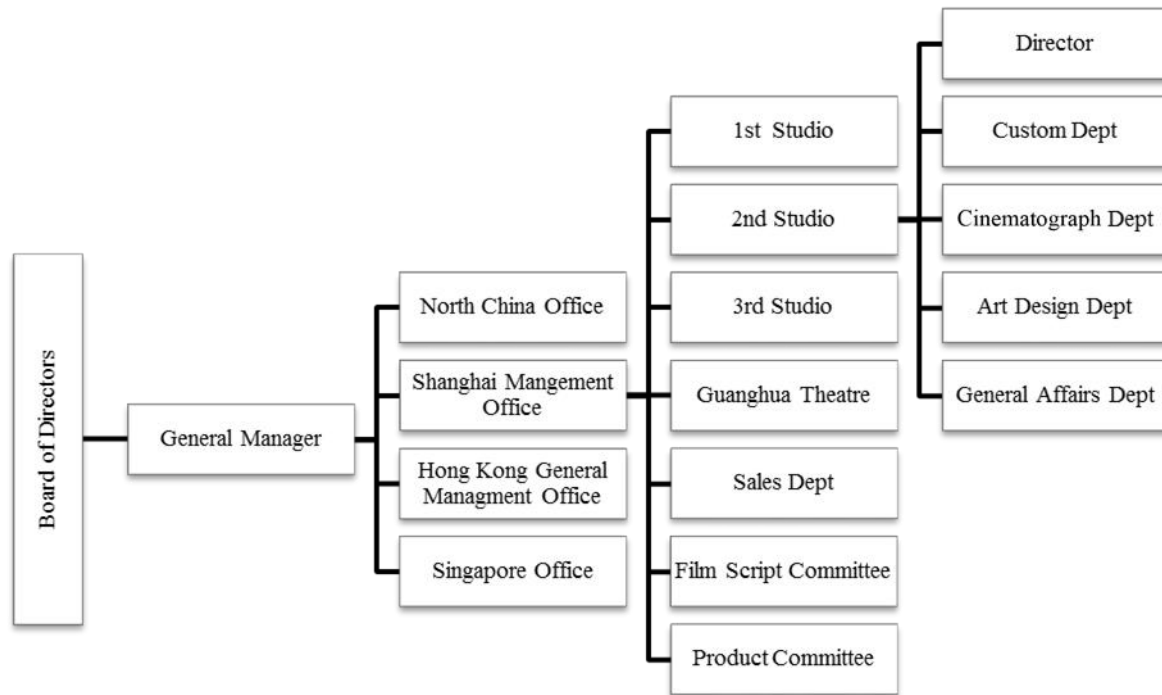 Board of Directors
General Manager
North China Office
Shanghai Mangement
Office
Hong Kong General
Managment Office
Singapore Office
1st Studio
2nd Studio
3rd Studio
Guanghua Theatre
Sales Dept
Film Script Committee
Product Committee
Director
Custom Dept
Cinematograph Dept
Art Design Dept
General Affairs Dept